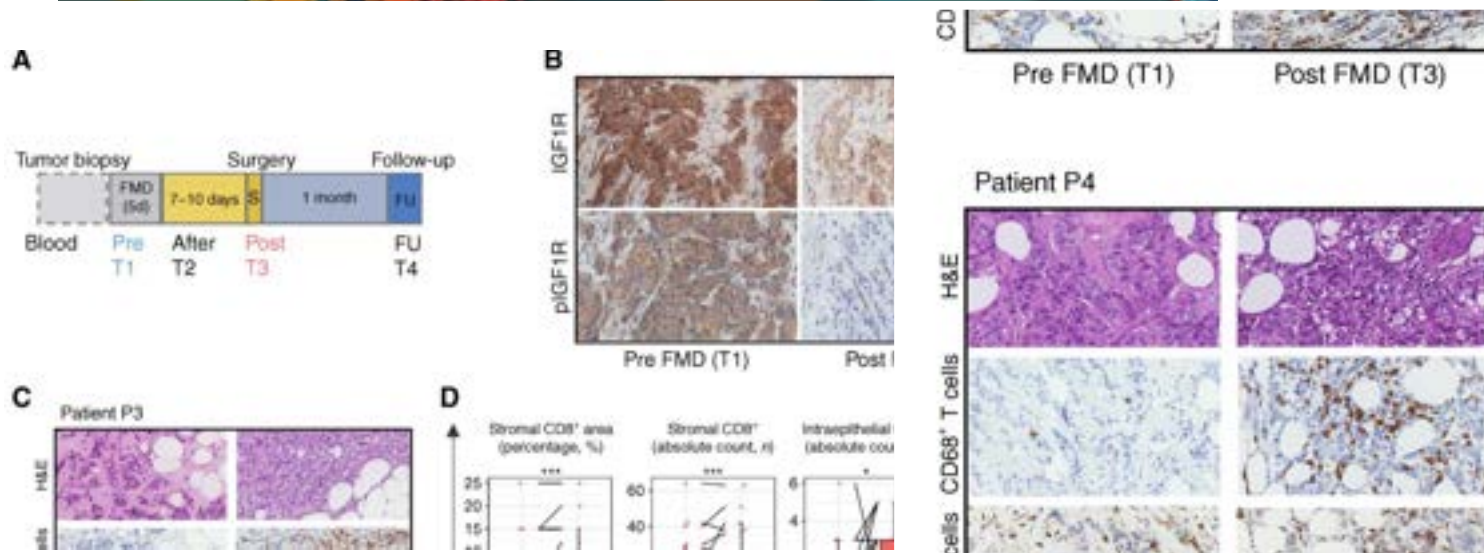 A
Tumor biopsy Surgery Follow-up
FMD
(5d)
7–10 days
S
1 month
FU
Blood
Pre
T1
After
T2
Post
T3
FU
T4
B
IGF1R
pIGF1R
Pre FMD (T1)
Post
C
Patient P3
H&E
D
Stromal CD8+ area
(percentage, %)
***
25
20
15
Stromal CD8+
(absolute count, n)
***
60
40
Intraepithelial
(absolute cou
*
6
4
CD
Pre FMD (T1)
Post FMD (T3)
Patient P4
H&E
CD68+ T cells
cells